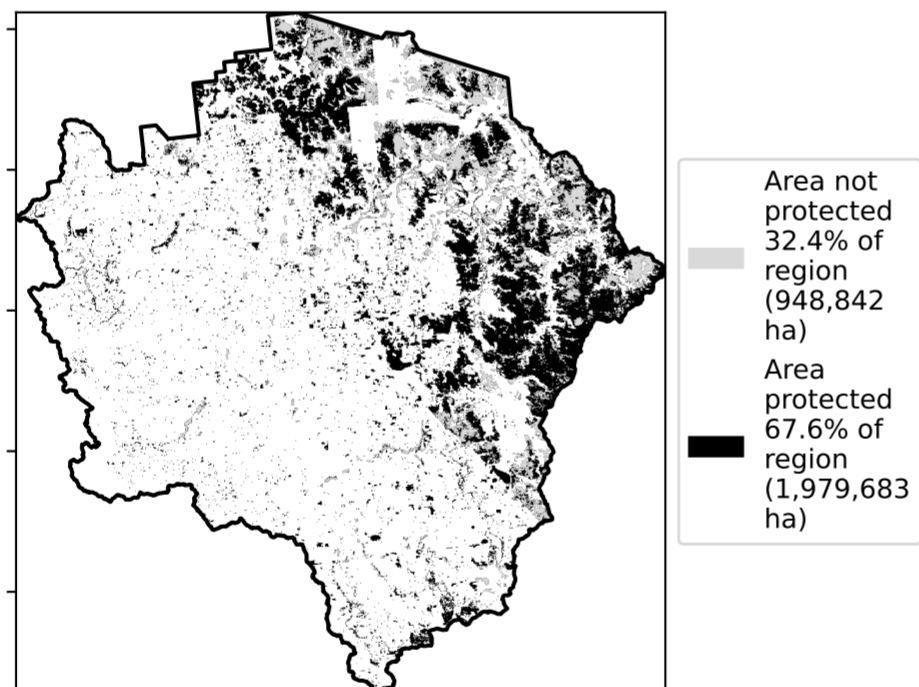 Area not
protected
32.4% of
region
(948,842
ha)
Area
protected
67.6% of
region
(1,979,683
ha)